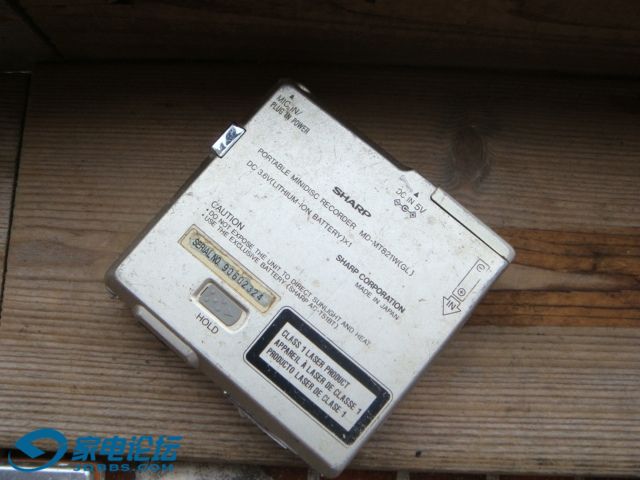 MIC IN/
PLUG IN POWER
SHARP
PORTABLE MINIDISC RECORDER MD-MT821W(GL)
DC 3.6V(LITHIUM-ION BATTERY)×1
DC IN 5V
SHARP CORPORATION
MADE IN JAPAN
IN
CAUTION
• DO NOT EXPOSE THE UNIT TO DIRECT SUNLIGHT AND HEAT.
• USE THE EXCLUSIVE BATTERY.(SHARP AC-T51BT)
SERIAL NO. 90602324
HOLD
CLASS 1 LASER PRODUCT
APPAREIL À LASER DE CLASSE 1
PRODUCTO LASER DE CLASE 1
家电论坛
JDBBS.COM